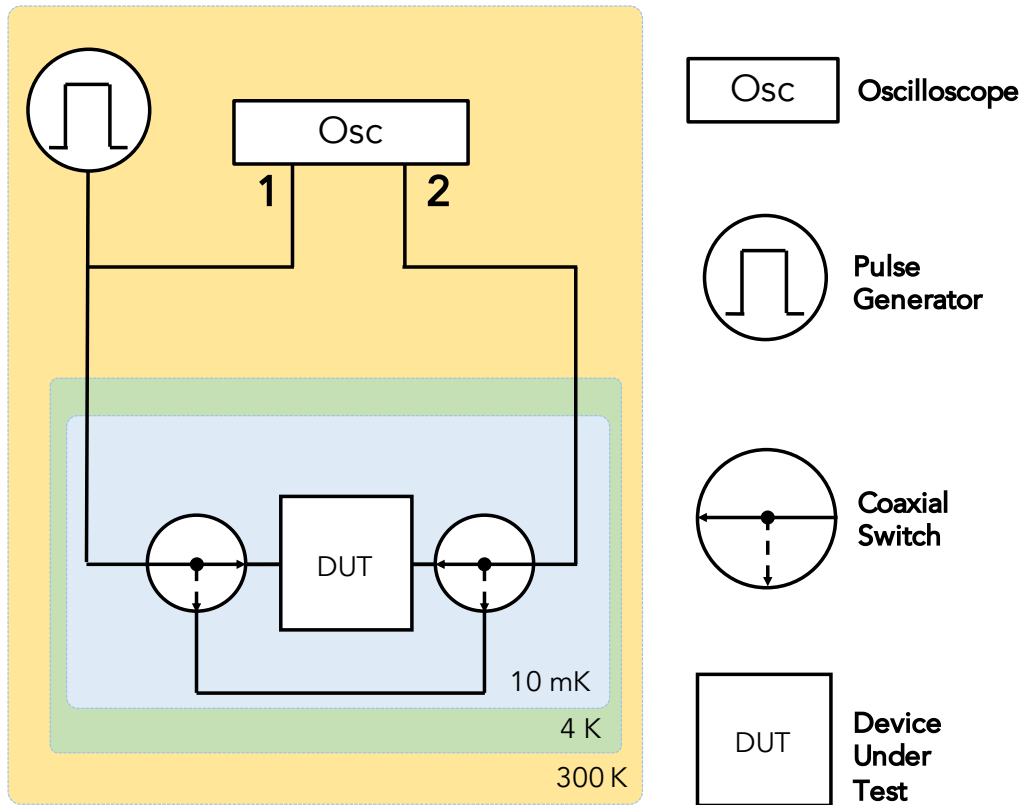 Osc
1
2
DUT
10 mK
4 K
300 K
Osc
Oscilloscope
Pulse
Generator
Coaxial
Switch
DUT
Device
Under
Test